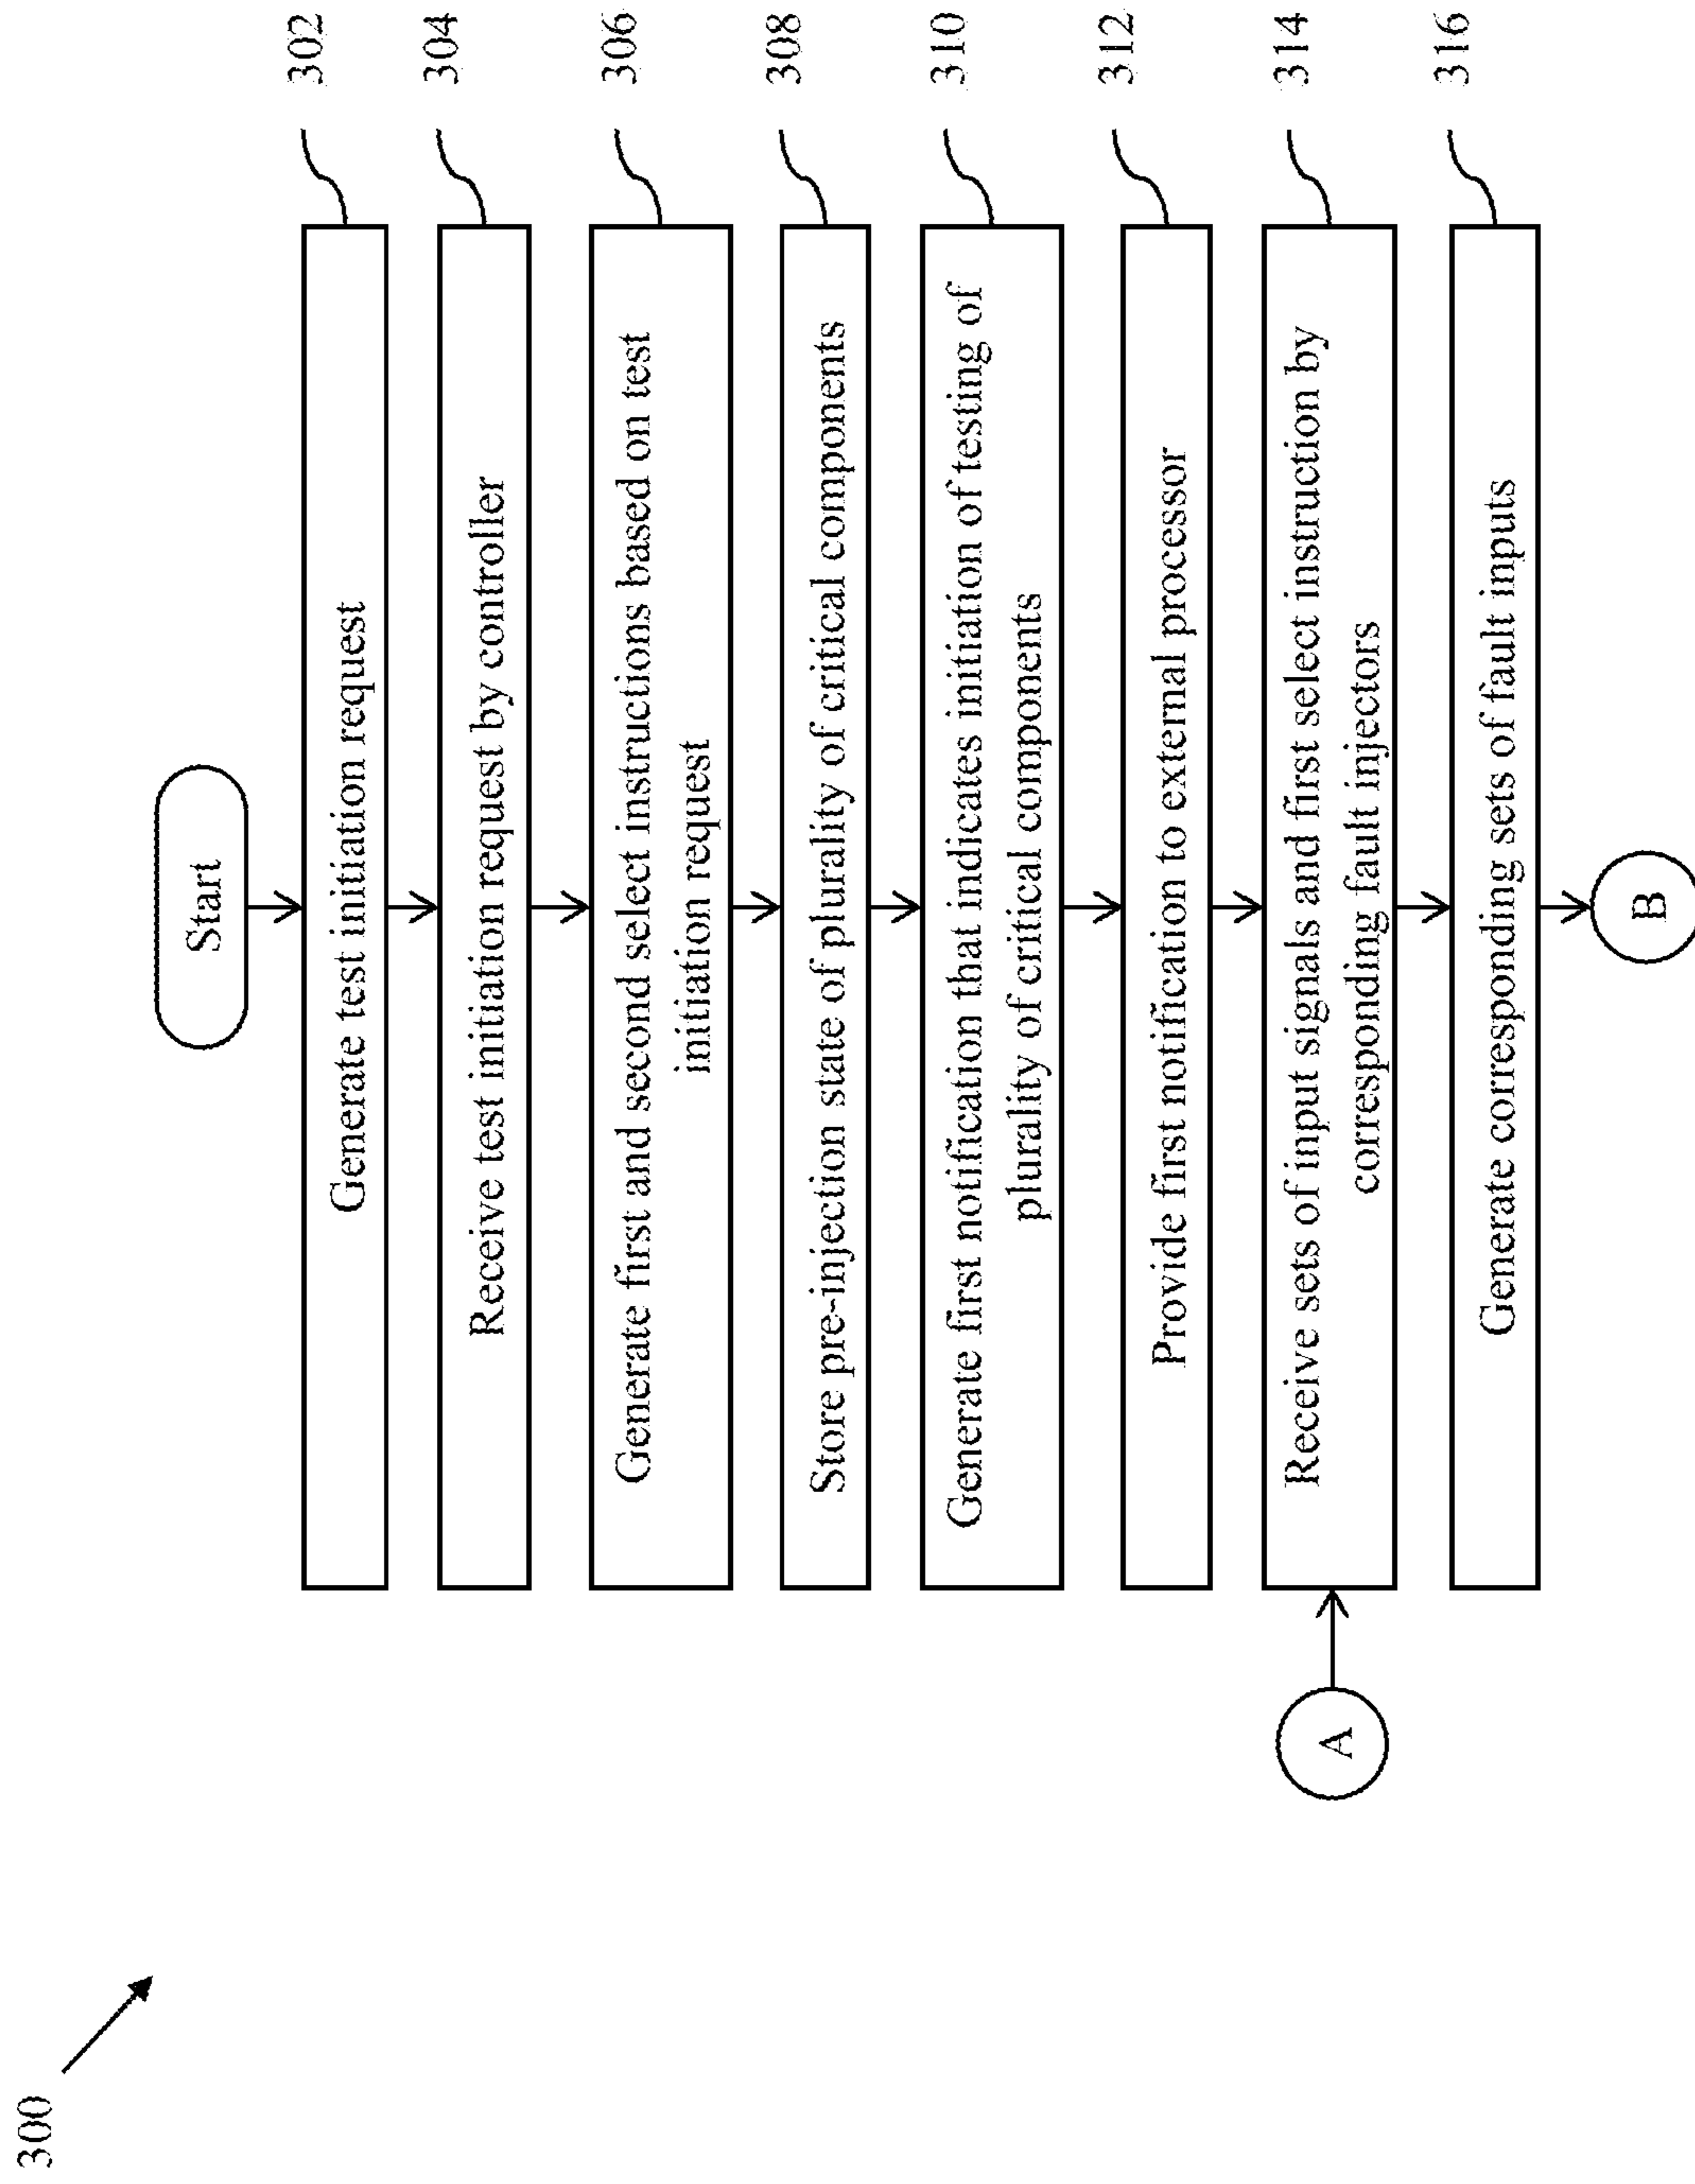 300
Start
Generate test initiation request
302
Receive test initiation request by controller
304
Generate first and second select instructions based on test
initiation request
306
Store pre-injection state of plurality of critical components
308
Generate first notification that indicates initiation of testing of
plurality of critical components
310
Provide first notification to external processor
312
A
Receive sets of input signals and first select instruction by
corresponding fault injectors
314
Generate corresponding sets of fault inputs
316
B